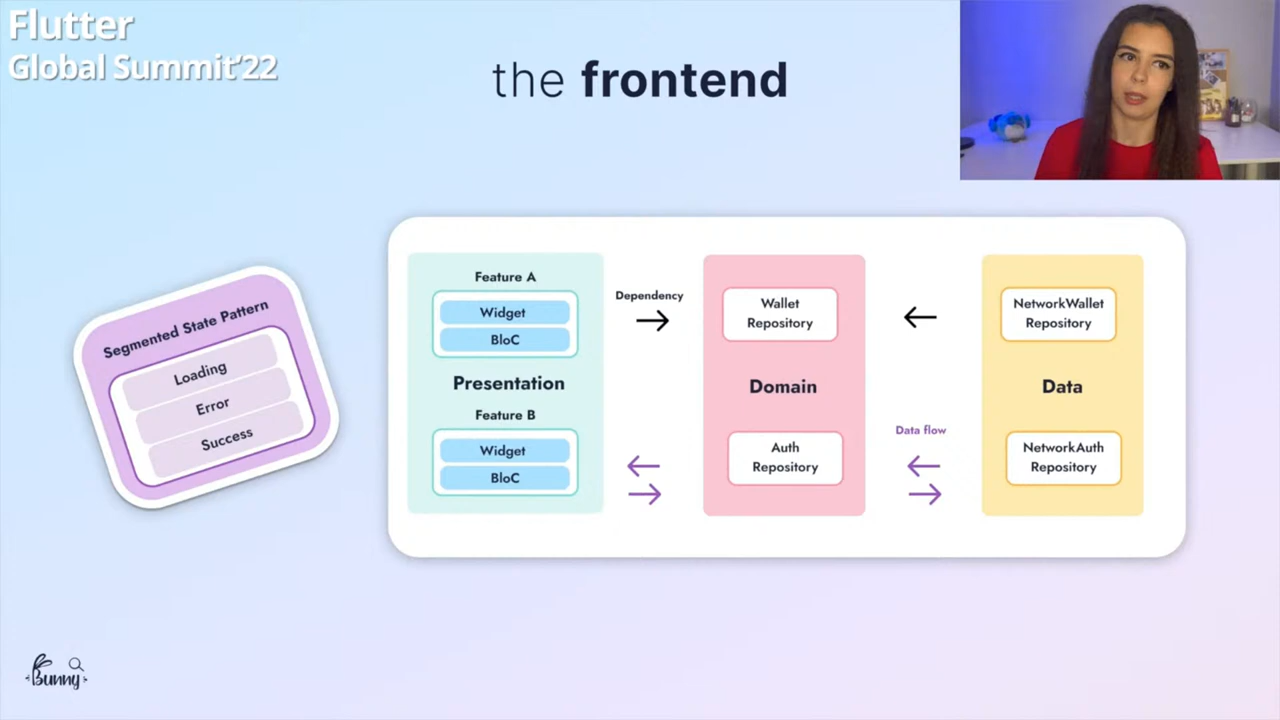 Flutter
Global Summit'22
the frontend
Segmented State Pattern
Loading
Error
Success
Feature A
Widget
BloC
Presentation
Feature B
Widget
BloC
Dependency
Wallet
Repository
Domain
Auth
Repository
Data flow
NetworkWallet
Repository
Data
NetworkAuth
Repository
Bunny